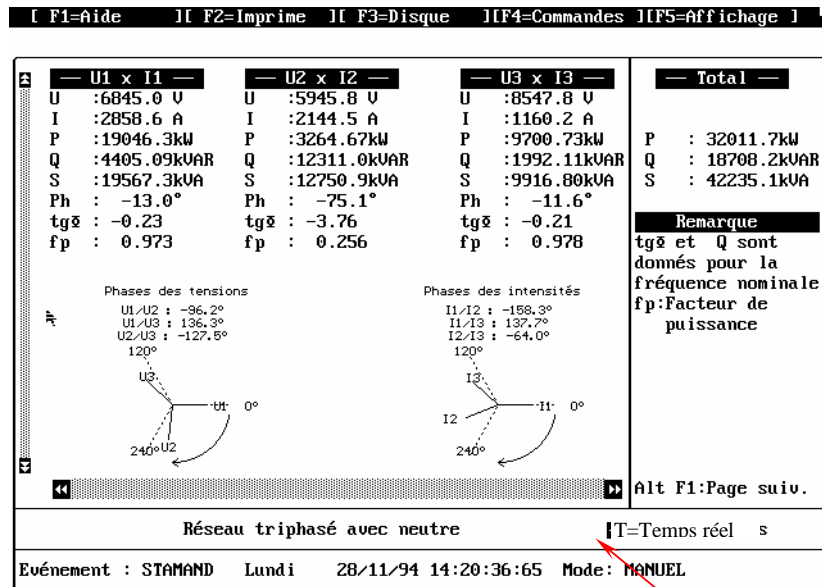 [ F1=Aide ][ F2=Imprime ][ F3=Disque ][F4=Commandes ][F5=Affichage ]
— U1 x I1 — — U2 x I2 — — U3 x I3 — — Total —
U :6845.0 V U :5945.8 V U :8547.8 V
I :2858.6 A I :2144.5 A I :1160.2 A
P :19046.3kW P :3264.67kW P :9700.73kW P : 32011.7kW
Q :4405.09kVAR Q :12311.0kVAR Q :1992.11kVAR Q : 18708.2kVAR
S :19567.3kVA S :12750.9kVA S :9916.80kVA S : 42235.1kVA
Ph : -13.0° Ph : -75.1° Ph : -11.6°
tgΦ : -0.23 tgΦ : -3.76 tgΦ : -0.21
fp : 0.973 fp : 0.256 fp : 0.978
Remarque
tgΦ et Q sont
donnés pour la
fréquence nominale
fp:Facteur de
puissance
Phases des tensions
U1/U2 : -96.2°
U1/U3 : 136.3°
U2/U3 : -127.5°
120°
U3
U1 0°
240° U2
Phases des intensités
I1/I2 : -158.3°
I1/I3 : 137.7°
I2/I3 : -64.0°
120°
I3
I1 0°
I2
240°
Alt F1:Page suiv.
Réseau triphasé avec neutre T=Temps réel s
Evénement : STAMAND Lundi 28/11/94 14:20:36:65 Mode: MANUEL